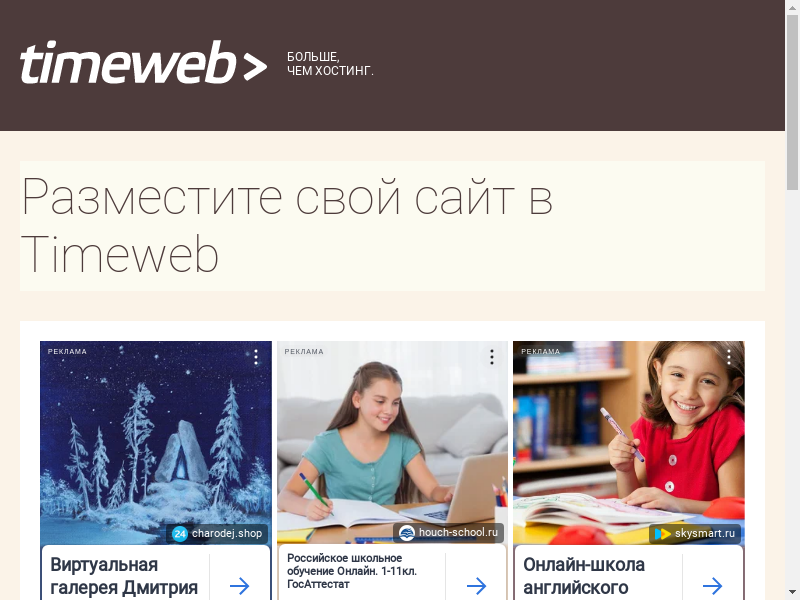 timeweb>
БОЛЬШЕ,
ЧЕМ ХОСТИНГ.
Разместите свой сайт в
Timeweb
РЕКЛАМА
24 charodej.shop
Виртуальная
галерея Дмитрия
РЕКЛАМА
houch-school.ru
Российское школьное
обучение Онлайн. 1-11кл.
ГосАттестат
РЕКЛАМА
skysmart.ru
Онлайн-школа
английского